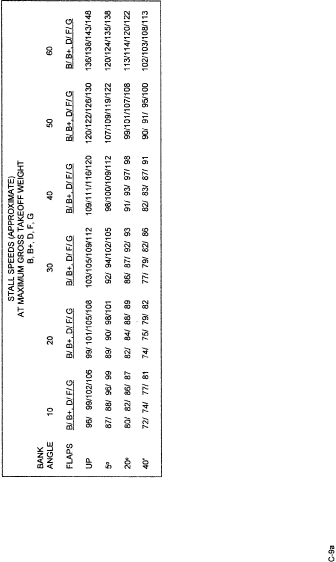 STALL SPEEDS (APPROXIMATE)
AT MAXIMUM GROSS TAKEOFF WEIGHT
B, B+, D, F, G
BANK
ANGLE 10 20 30 40 50 60
FLAPS B/ B+, D/ F/ G B/ B+, D/ F/ G B/ B+, D/ F/ G B/ B+, D/ F/ G B/ B+, D/ F/ G B/ B+, D/ F/ G
UP 95/ 99/102/106 99/ 101/105/108 103/105/109/112 109/111/116/120 120/122/126/130 136/138/143/148
5° 87/ 88/ 96/ 99 89/ 90/ 98/101 92/ 94/102/105 98/100/109/112 107/109/119/122 120/124/135/138
20° 80/ 82/ 86/ 87 82/ 84/ 88/ 89 86/ 87/ 92/ 93 91/ 93/ 97/ 98 99/101/107/108 113/114/120/122
40° 72/ 74/ 77/ 81 74/ 75/ 79/ 82 77/ 79/ 82/ 86 82/ 83/ 87/ 91 90/ 91/ 95/100 102/103/108/113
C-9a